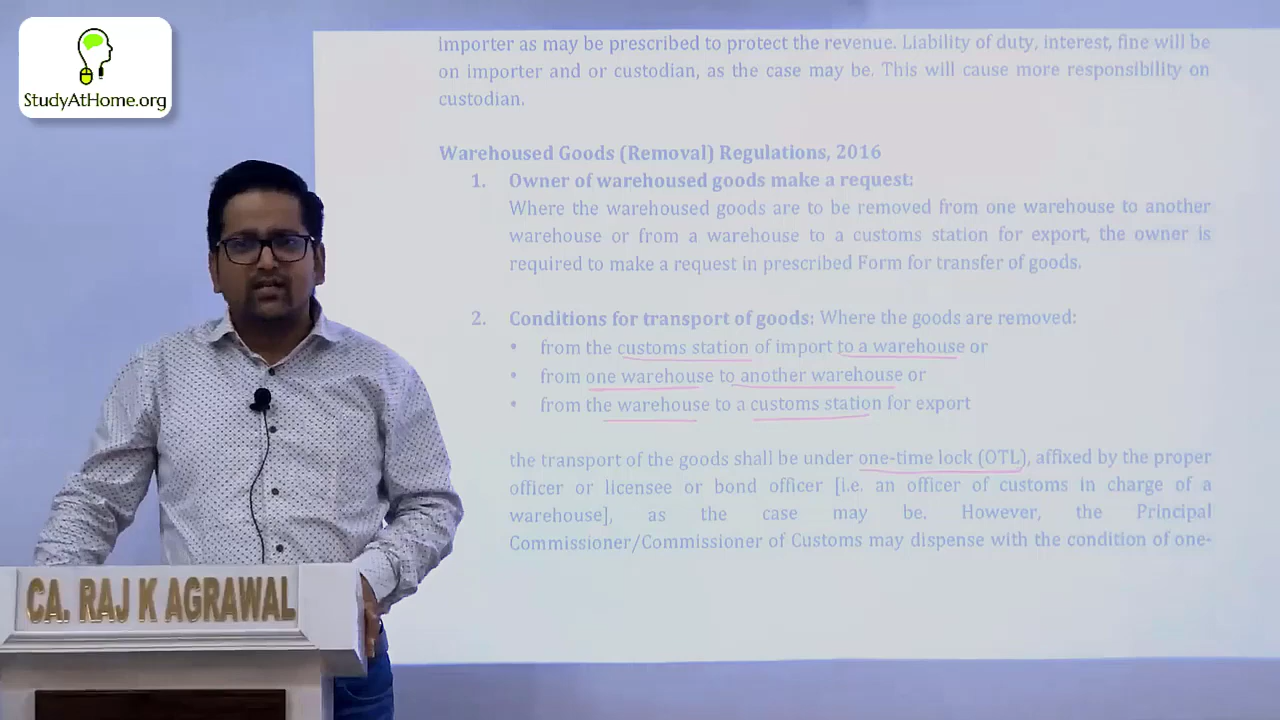 StudyAtHome.org
importer as may be prescribed to protect the revenue. Liability of duty, interest, fine will be
on importer and or custodian, as the case may be. This will cause more responsibility on
custodian.
Warehoused Goods (Removal) Regulations, 2016
1. Owner of warehoused goods make a request:
Where the warehoused goods are to be removed from one warehouse to another
warehouse or from a warehouse to a customs station for export, the owner is
required to make a request in prescribed Form for transfer of goods.
2. Conditions for transport of goods: Where the goods are removed:
• from the customs station of import to a warehouse or
• from one warehouse to another warehouse or
• from the warehouse to a customs station for export
the transport of the goods shall be under one-time lock (OTL), affixed by the proper
officer or licensee or bond officer [i.e. an officer of customs in charge of a
warehouse], as the case may be. However, the Principal
Commissioner/Commissioner of Customs may dispense with the condition of one-
CA. RAJ K AGRAWAL